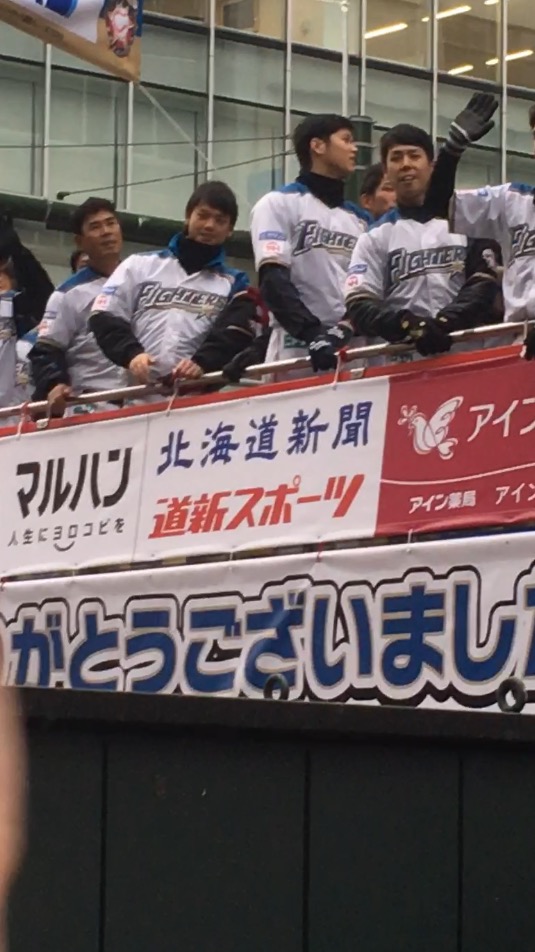 FIGHTERS
FIGHTERS
FIGHTERS
マルハン
人生にヨロコビを
北海道新聞
道新スポーツ
アイン
アイン薬局 アイン
がとうございまし